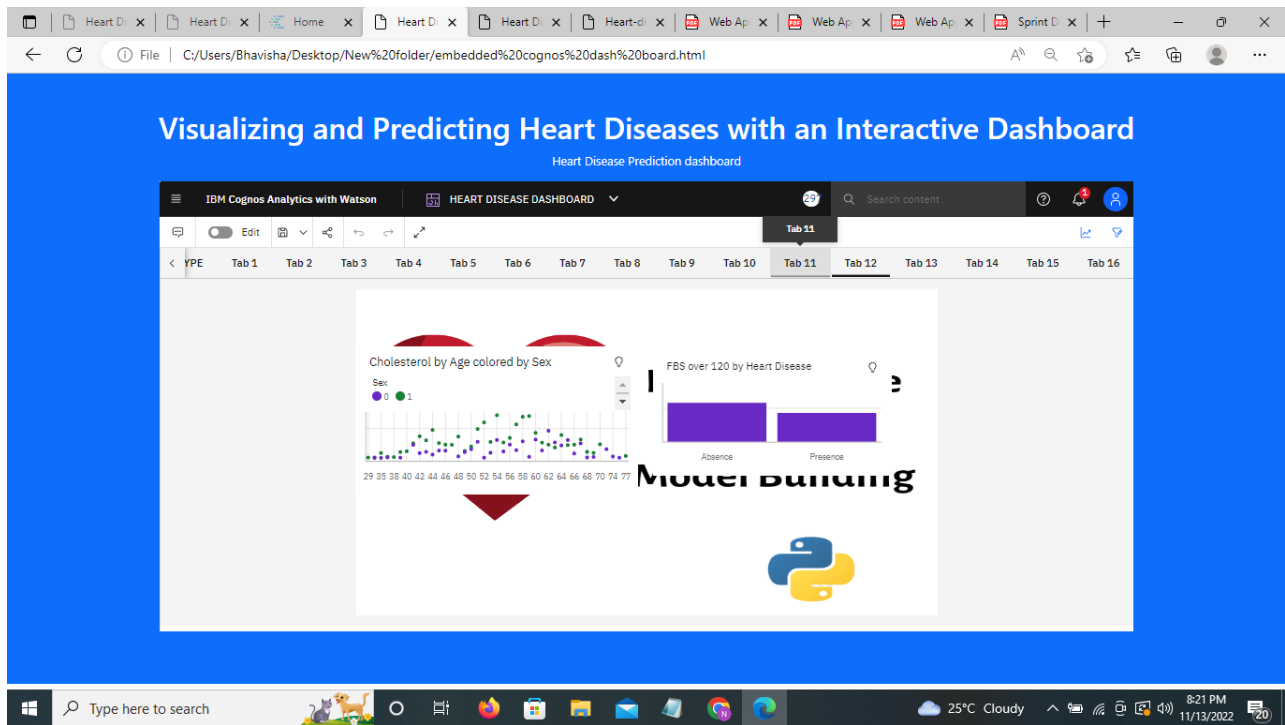 Heart Di
Heart Di
Home
Heart Di
Heart Di
Heart-di
Web Ap
Web Ap
Web Ap
Sprint D
File
C:/Users/Bhavisha/Desktop/New%20folder/embedded%20cognos%20dash%20board.html
Visualizing and Predicting Heart Diseases with an Interactive Dashboard
Heart Disease Prediction dashboard
IBM Cognos Analytics with Watson
HEART DISEASE DASHBOARD
29
Search content
1
Edit
Tab 11
YPE Tab 1 Tab 2 Tab 3 Tab 4 Tab 5 Tab 6 Tab 7 Tab 8 Tab 9 Tab 10 Tab 11 Tab 12 Tab 13 Tab 14 Tab 15 Tab 16
Cholesterol by Age colored by Sex
Sex
0 1
29 35 38 40 42 44 46 48 50 52 54 56 58 60 62 64 66 68 70 74 77
FBS over 120 by Heart Disease
Absence Presence
Model Building
Type here to search
25°C Cloudy
8:21 PM
11/13/2022
20